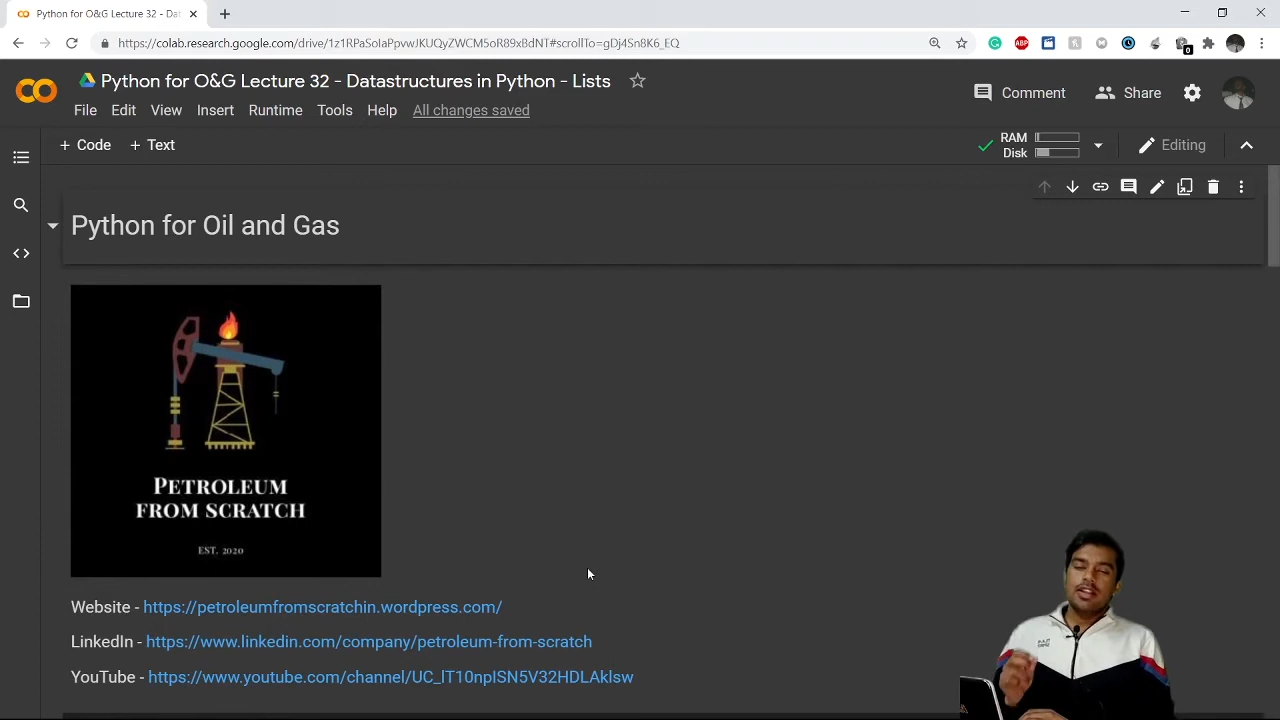 Python for O&G Lecture 32 - Dat
https://colab.research.google.com/drive/1z1RPaSoIaPpvwJKUQyZWCM5oR89xBdNT#scrollTo=gDj4Sn8K6_EQ
ABP
0
Python for O&G Lecture 32 - Datastructures in Python - Lists
Comment
Share
File Edit View Insert Runtime Tools Help All changes saved
+ Code + Text
RAM
Disk
Editing
Python for Oil and Gas
PETROLEUM
FROM SCRATCH
EST. 2020
Website - https://petroleumfromscratchin.wordpress.com/
LinkedIn - https://www.linkedin.com/company/petroleum-from-scratch
YouTube - https://www.youtube.com/channel/UC_lT10npISN5V32HDLAklsw